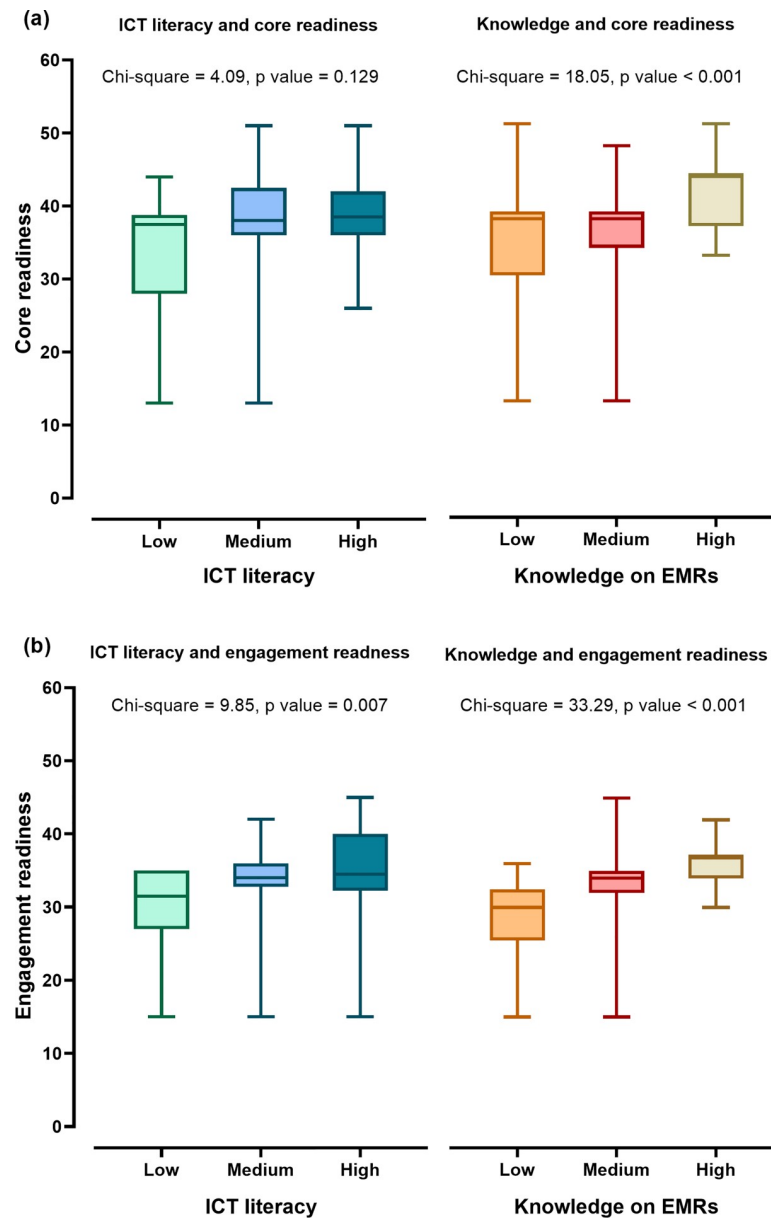 (a)
ICT literacy and core readiness
Knowledge and core readiness
Chi-square = 4.09, p value = 0.129
Chi-square = 18.05, p value < 0.001
Core readiness
60
50
40
30
20
10
0
Low Medium High
ICT literacy
Low Medium High
Knowledge on EMRs
(b)
ICT literacy and engagement readness
Knowledge and engagement readiness
Chi-square = 9.85, p value = 0.007
Chi-square = 33.29, p value < 0.001
Engagement readiness
60
50
40
30
20
10
0
Low Medium High
ICT literacy
Low Medium High
Knowledge on EMRs